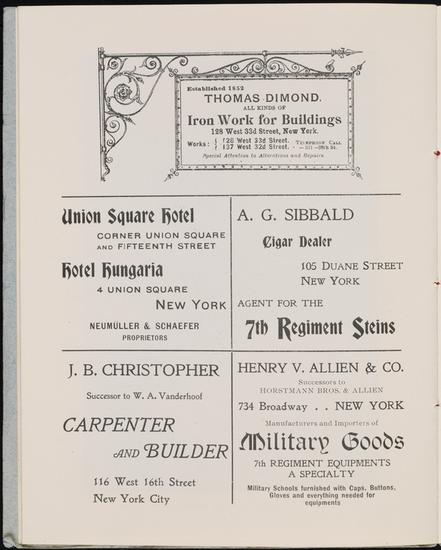 Established 1852
THOMAS DIMOND.
ALL KINDS OF
Iron Work for Buildings
128 West 33d Street, New York.
Works: { 128 West 33d Street.
{ 137 West 32d Street.
TELEPHONE CALL
Special Attention to Alterations and Repairs
Union Square Hotel
CORNER UNION SQUARE
AND FIFTEENTH STREET
Hotel Hungaria
4 UNION SQUARE
NEW YORK
NEUMÜLLER & SCHAEFER
PROPRIETORS
A. G. SIBBALD
Cigar Dealer
105 DUANE STREET
NEW YORK
AGENT FOR THE
7th Regiment Steins
J. B. CHRISTOPHER
Successor to W. A. Vanderhoof
CARPENTER
AND BUILDER
116 West 16th Street
New York City
HENRY V. ALLIEN & CO.
Successors to
HORSTMANN BROS. & ALLIEN
734 Broadway . . NEW YORK
Manufacturers and Importers of
Military Goods
7th REGIMENT EQUIPMENTS
A SPECIALTY
Military Schools furnished with Caps, Buttons,
Gloves and everything needed for
equipments